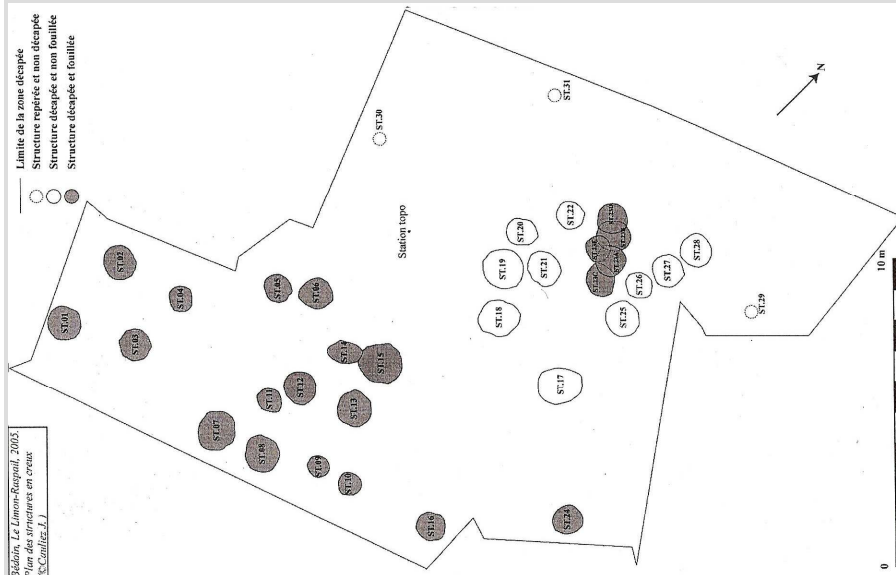 Bédoin, Le Limon-Raspail, 2005.
Plan des structures en creux
(©Cauliez J.)
Limite de la zone décapée
Structure repérée et non décapée
Structure décapée et non fouillée
Structure décapée et fouillée
N
Station topo
ST.01
ST.02
ST.03
ST.04
ST.05
ST.06
ST.07
ST.08
ST.09
ST.10
ST.11
ST.12
ST.13
ST.14
ST.15
ST.16
ST.17
ST.18
ST.19
ST.20
ST.21
ST.22
ST.24
ST.25
ST.26
ST.27
ST.28
ST.29
ST.30
ST.31
0
10 m